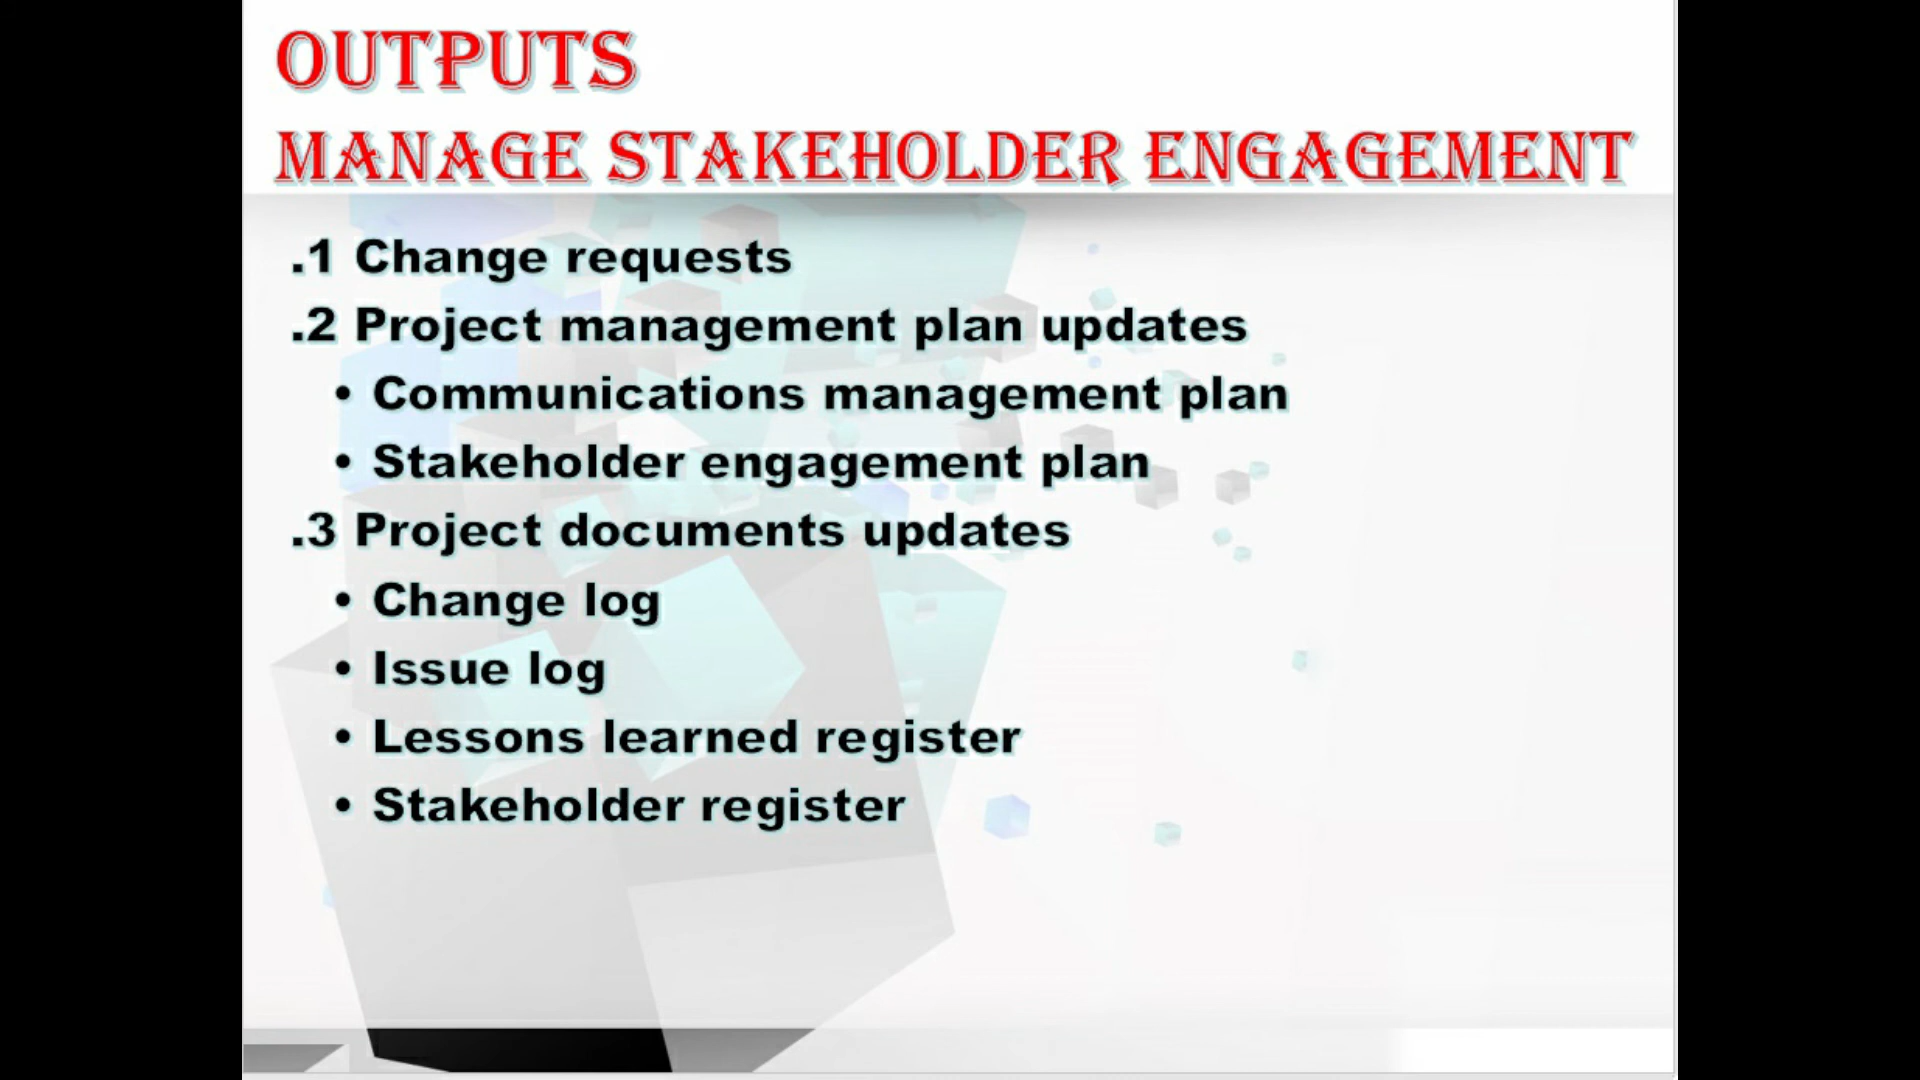 OUTPUTS
MANAGE STAKEHOLDER ENGAGEMENT
.1 Change requests
.2 Project management plan updates
• Communications management plan
• Stakeholder engagement plan
.3 Project documents updates
• Change log
• Issue log
• Lessons learned register
• Stakeholder register